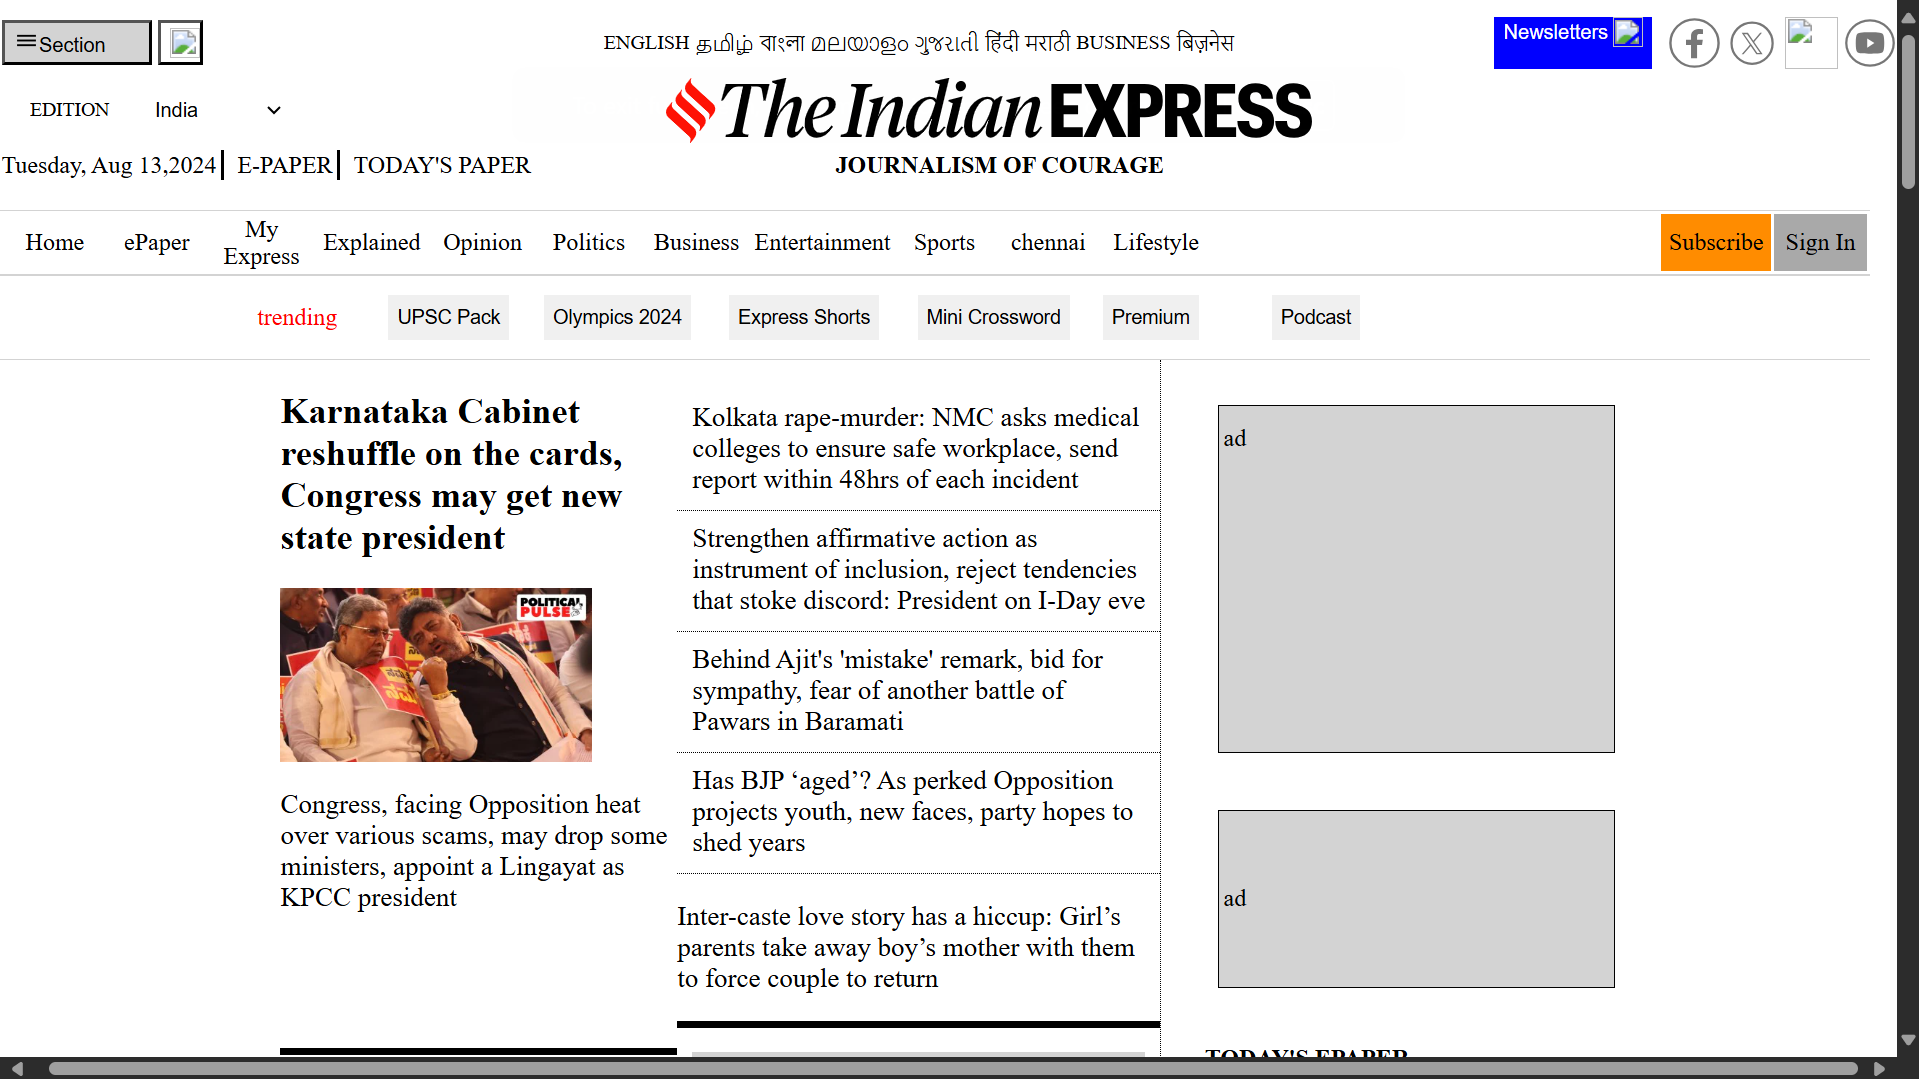 Section
ENGLISH தமிழ் বাংলা മലയാളം ગુજરાતી हिंदी मराठी BUSINESS बिज़नेस
Newsletters
EDITION India
The Indian EXPRESS
Tuesday, Aug 13,2024 E-PAPER TODAY'S PAPER
JOURNALISM OF COURAGE
Home ePaper My Express Explained Opinion Politics Business Entertainment Sports chennai Lifestyle Subscribe Sign In
trending UPSC Pack Olympics 2024 Express Shorts Mini Crossword Premium Podcast
Karnataka Cabinet
reshuffle on the cards,
Congress may get new
state president
POLITICAL
PULSE
Congress, facing Opposition heat
over various scams, may drop some
ministers, appoint a Lingayat as
KPCC president
Kolkata rape-murder: NMC asks medical
colleges to ensure safe workplace, send
report within 48hrs of each incident
Strengthen affirmative action as
instrument of inclusion, reject tendencies
that stoke discord: President on I-Day eve
Behind Ajit's 'mistake' remark, bid for
sympathy, fear of another battle of
Pawars in Baramati
Has BJP ‘aged’? As perked Opposition
projects youth, new faces, party hopes to
shed years
Inter-caste love story has a hiccup: Girl’s
parents take away boy’s mother with them
to force couple to return
ad
ad
TODAY'S EPAPER